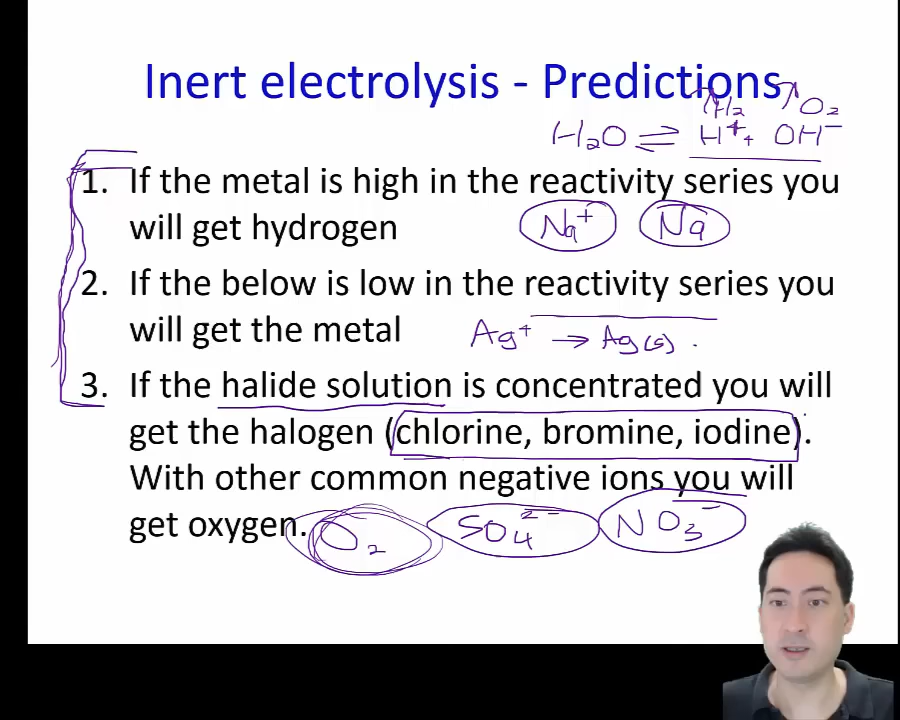 Inert electrolysis - Predictions
↑H₂ ↑O₂
H₂O ⇌ H⁺ + OH⁻
1. If the metal is high in the reactivity series you
will get hydrogen
Na⁺ Na
2. If the below is low in the reactivity series you
will get the metal
Ag⁺ → Ag(s)
3. If the halide solution is concentrated you will
get the halogen (chlorine, bromine, iodine).
With other common negative ions you will
get oxygen.
O₂ SO₄²⁻ NO₃⁻